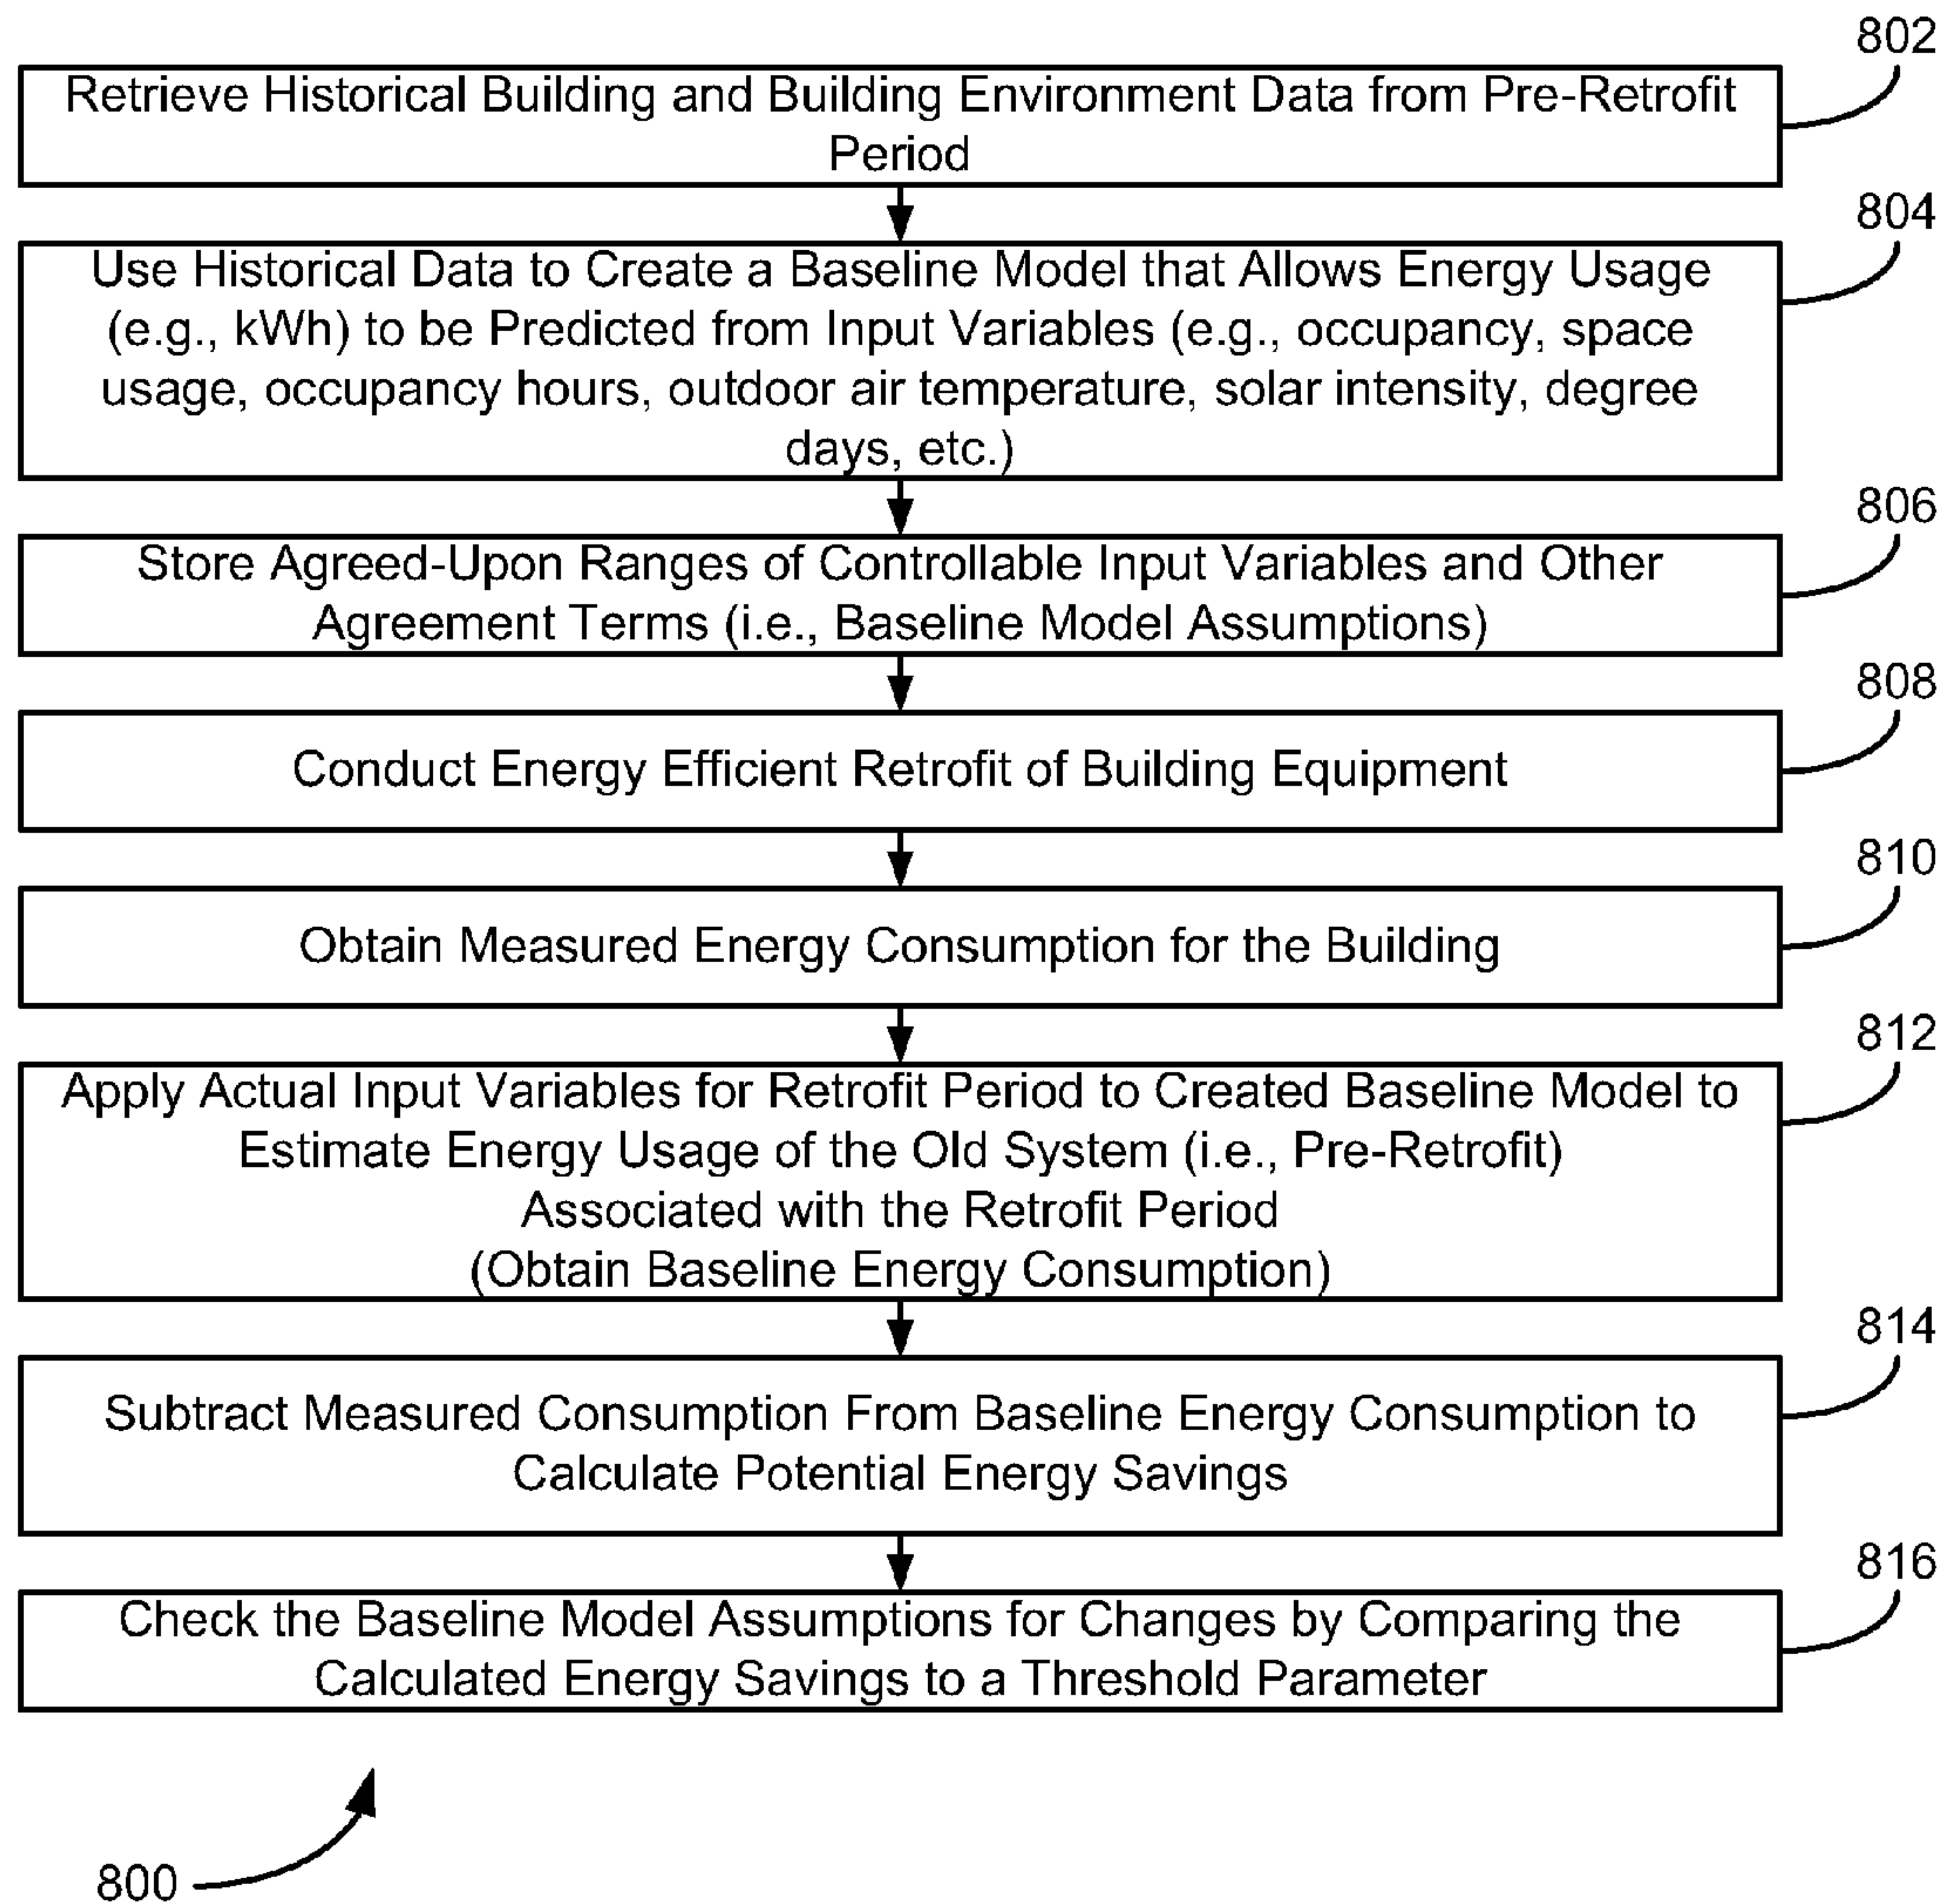 802
Retrieve Historical Building and Building Environment Data from Pre-Retrofit
Period
804
Use Historical Data to Create a Baseline Model that Allows Energy Usage
(e.g., kWh) to be Predicted from Input Variables (e.g., occupancy, space
usage, occupancy hours, outdoor air temperature, solar intensity, degree
days, etc.)
806
Store Agreed-Upon Ranges of Controllable Input Variables and Other
Agreement Terms (i.e., Baseline Model Assumptions)
808
Conduct Energy Efficient Retrofit of Building Equipment
810
Obtain Measured Energy Consumption for the Building
812
Apply Actual Input Variables for Retrofit Period to Created Baseline Model to
Estimate Energy Usage of the Old System (i.e., Pre-Retrofit)
Associated with the Retrofit Period
(Obtain Baseline Energy Consumption)
814
Subtract Measured Consumption From Baseline Energy Consumption to
Calculate Potential Energy Savings
816
Check the Baseline Model Assumptions for Changes by Comparing the
Calculated Energy Savings to a Threshold Parameter
800